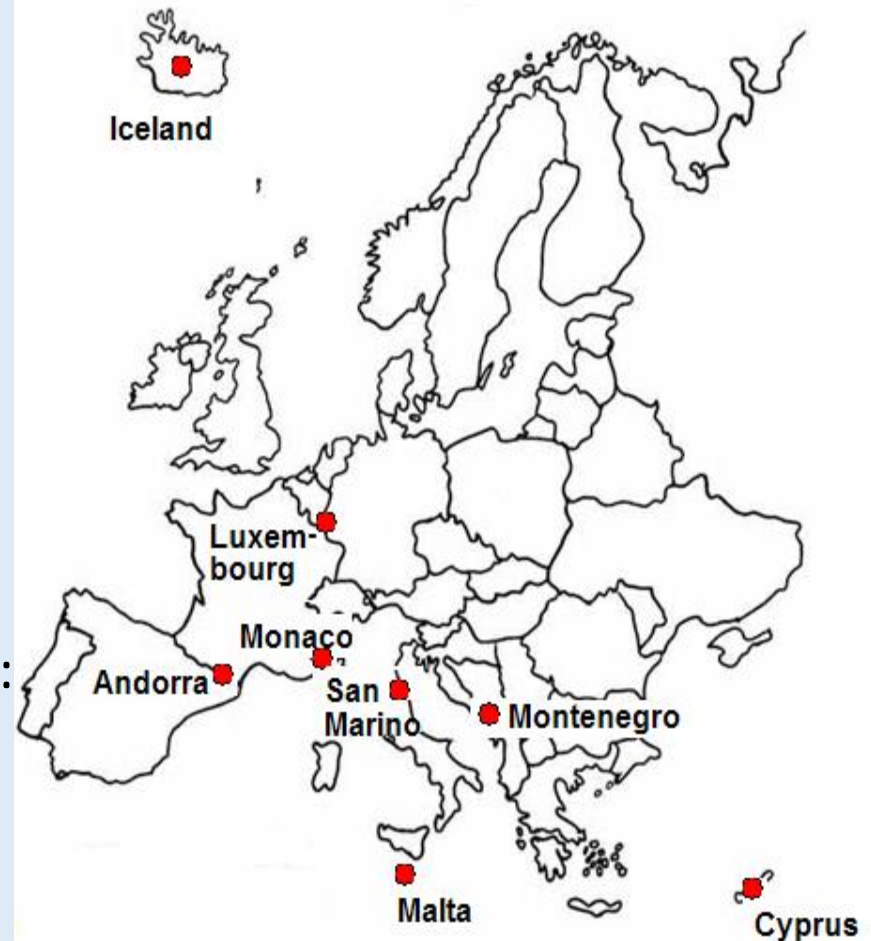 Iceland
Luxem-
bourg
Monaco
:
Andorra
San
Marino
Montenegro
Malta
Cyprus